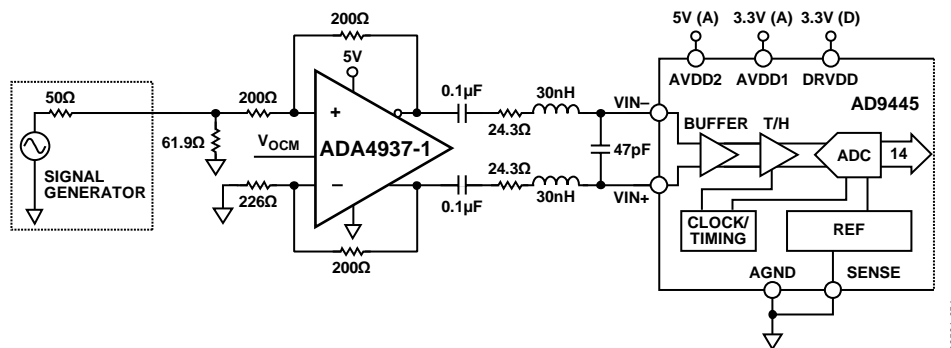 200Ω
5V
50Ω
200Ω
61.9Ω
SIGNAL
GENERATOR
+
VOCM
ADA4937-1
−
226Ω
200Ω
0.1µF
30nH
24.3Ω
24.3Ω
30nH
0.1µF
47pF
VIN−
VIN+
5V (A)
3.3V (A)
3.3V (D)
AVDD2
AVDD1
DRVDD
AD9445
BUFFER
T/H
ADC
14
CLOCK/
TIMING
REF
AGND
SENSE